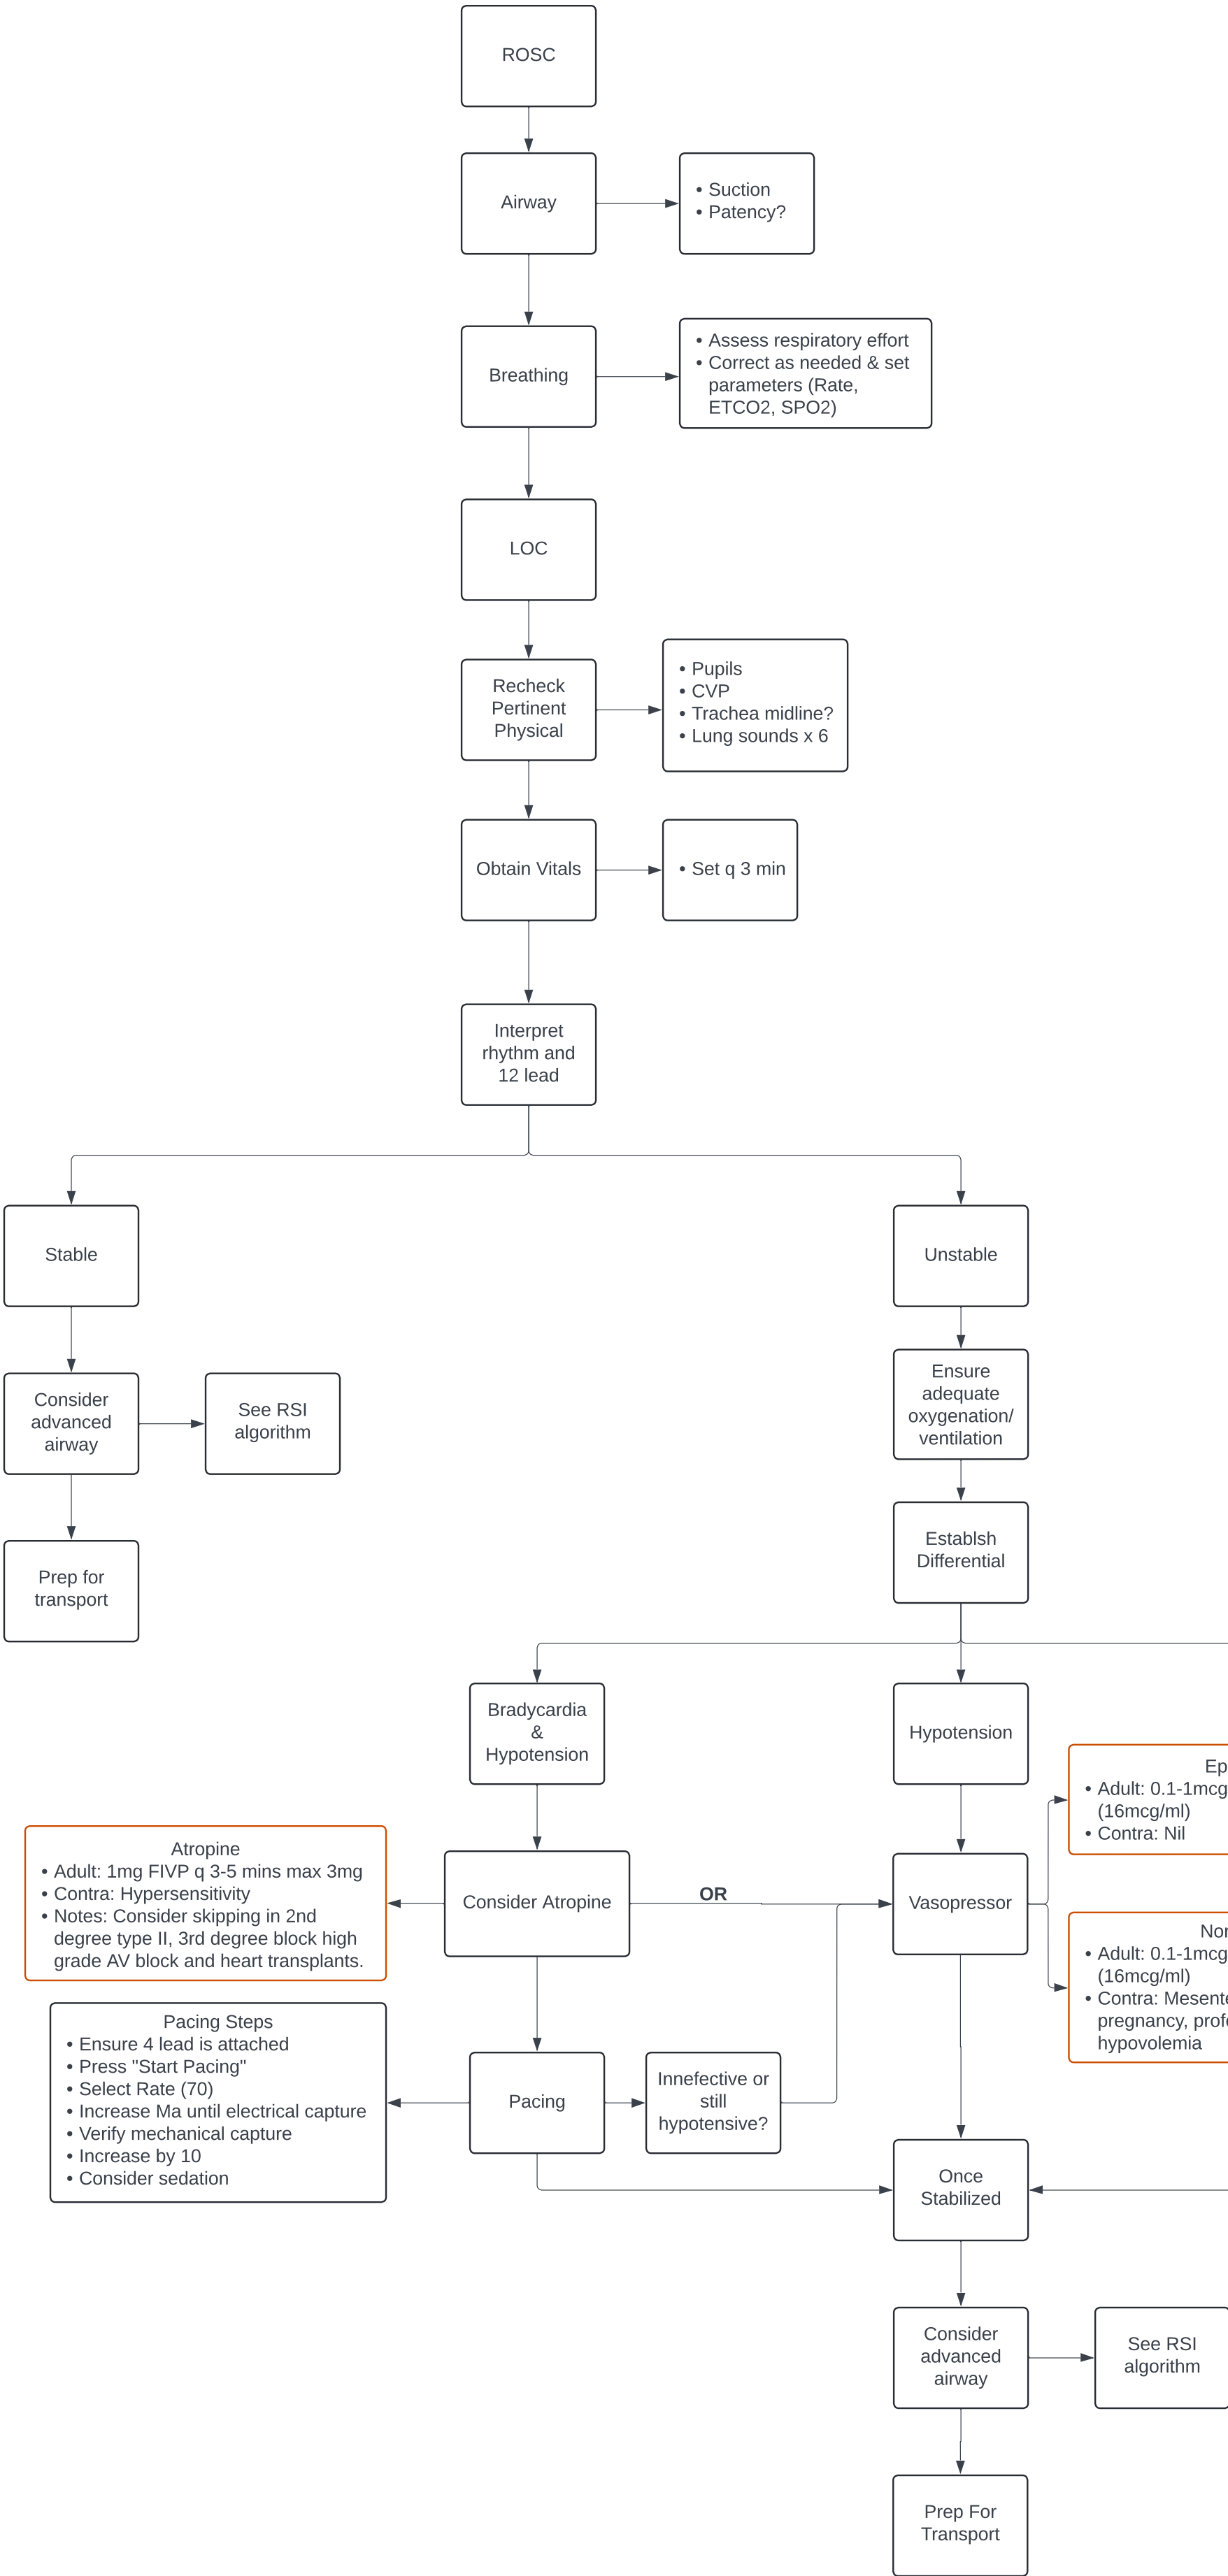 ROSC
Airway
• Suction
• Patency?
Breathing
• Assess respiratory effort
• Correct as needed & set
parameters (Rate,
ETCO2, SPO2)
LOC
Recheck
Pertinent
Physical
• Pupils
• CVP
• Trachea midline?
• Lung sounds x 6
Obtain Vitals
• Set q 3 min
Interpret
rhythm and
12 lead
Stable
Unstable
Consider
advanced
airway
See RSI
algorithm
Ensure
adequate
oxygenation/
ventilation
Prep for
transport
Establsh
Differential
Bradycardia
&
Hypotension
Hypotension
Ep
• Adult: 0.1-1mcg
(16mcg/ml)
• Contra: Nil
Atropine
• Adult: 1mg FIVP q 3-5 mins max 3mg
• Contra: Hypersensitivity
• Notes: Consider skipping in 2nd
degree type II, 3rd degree block high
grade AV block and heart transplants.
Consider Atropine
OR
Vasopressor
Nor
• Adult: 0.1-1mcg
(16mcg/ml)
• Contra: Mesente
pregnancy, profo
hypovolemia
Pacing Steps
• Ensure 4 lead is attached
• Press "Start Pacing"
• Select Rate (70)
• Increase Ma until electrical capture
• Verify mechanical capture
• Increase by 10
• Consider sedation
Pacing
Innefective or
still
hypotensive?
Once
Stabilized
Consider
advanced
airway
See RSI
algorithm
Prep For
Transport